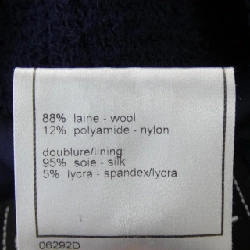 88% laine - wool
12% polyamide - nylon
doublure/lining
95% soie - silk
5% lycra - spandex/lycra
06292D